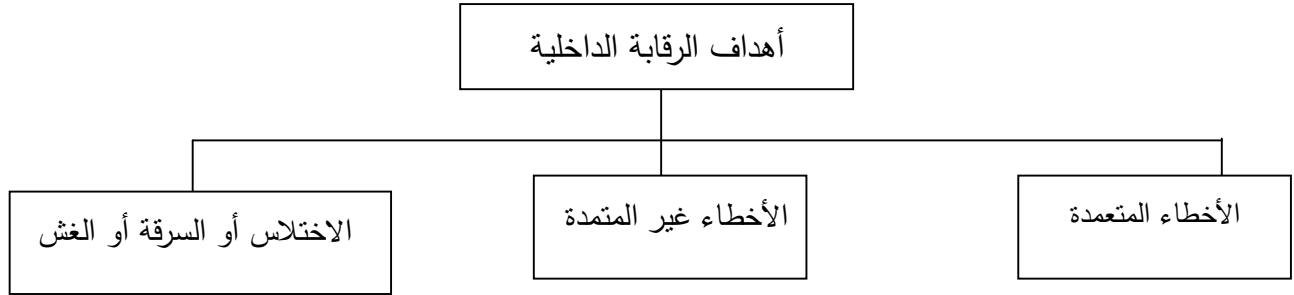 أهداف الرقابة الداخلية
الأخطاء المتعمدة
الأخطاء غير المتمدة
الاختلاس أو السرقة أو الغش